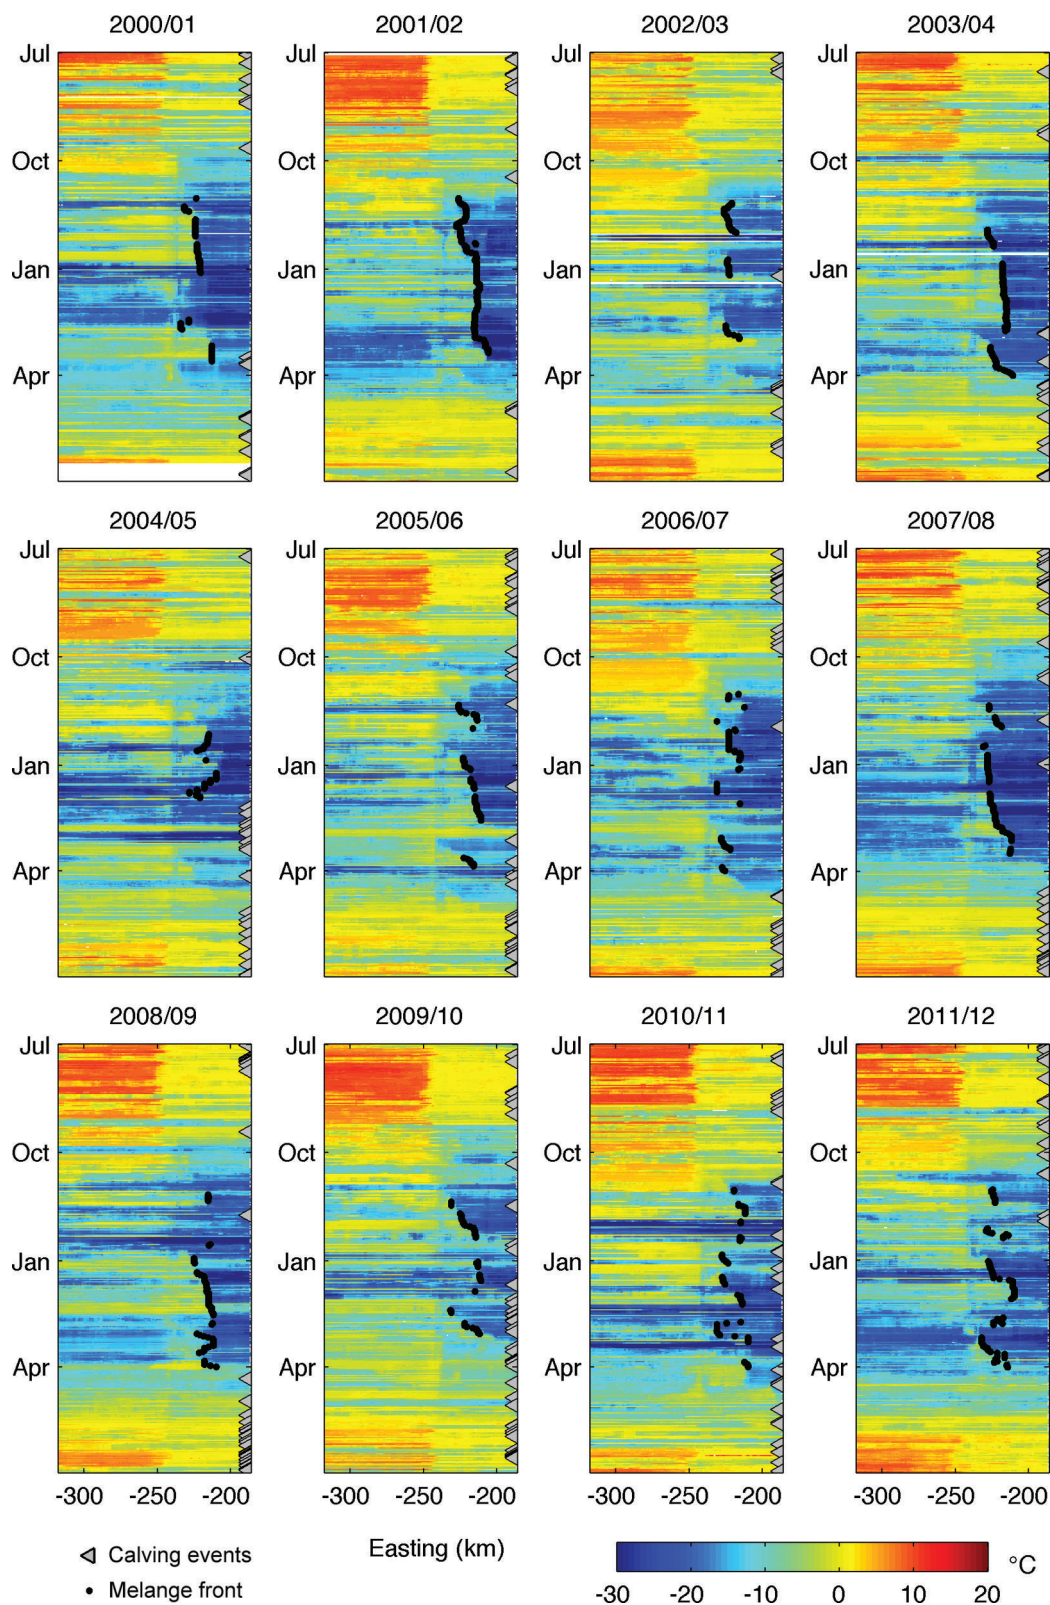 2000/01 2001/02 2002/03 2003/04
Jul Jul Jul Jul
Oct Oct Oct Oct
Jan Jan Jan Jan
Apr Apr Apr Apr
2004/05 2005/06 2006/07 2007/08
Jul Jul Jul Jul
Oct Oct Oct Oct
Jan Jan Jan Jan
Apr Apr Apr Apr
2008/09 2009/10 2010/11 2011/12
Jul Jul Jul Jul
Oct Oct Oct Oct
Jan Jan Jan Jan
Apr Apr Apr Apr
-300 -250 -200 -300 -250 -200 -300 -250 -200 -300 -250 -200
Easting (km)
Calving events
Melange front
-30 -20 -10 0 10 20 °C